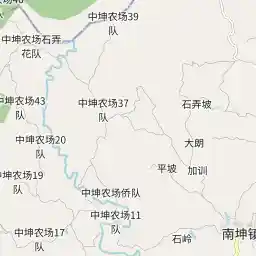 中坤农场39
队
中坤农场石弄
花队
中坤农场43
队
中坤农场37
队
石弄坡
中坤农场20
队
大朗
平坡
加训
中坤农场19
队
中坤农场侨队
中坤农场11
队
中坤农场17
队
石岭
南坤镇